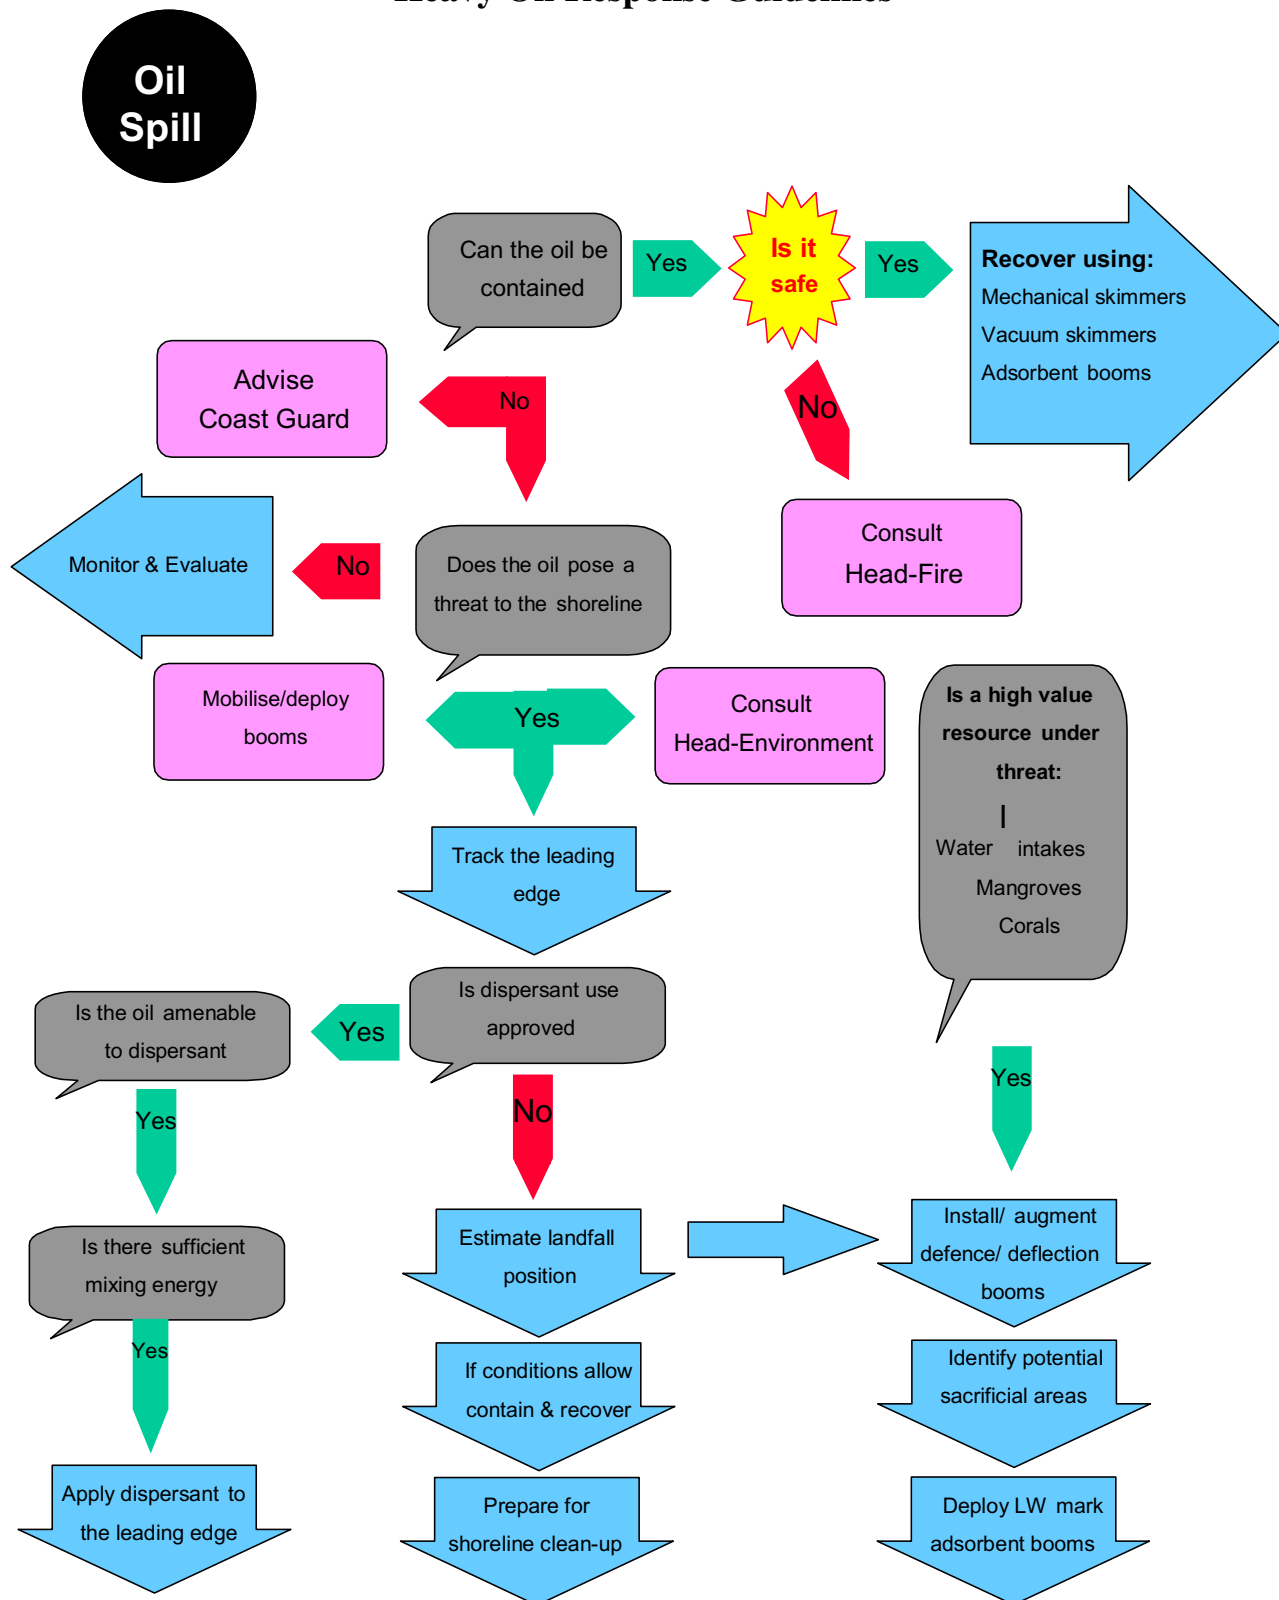 Heavy Oil Response Guidelines
Oil
Spill
Can the oil be
contained
Yes
Is it
safe
Yes
Recover using:
Mechanical skimmers
Vacuum skimmers
Adsorbent booms
Advise
Coast Guard
No
No
Consult
Head-Fire
Monitor & Evaluate
No
Does the oil pose a
threat to the shoreline
Mobilise/deploy
booms
Yes
Consult
Head-Environment
Is a high value
resource under
threat:
|
Water intakes
Mangroves
Corals
Track the leading
edge
Is the oil amenable
to dispersant
Yes
Is dispersant use
approved
Yes
No
Yes
Is there sufficient
mixing energy
Estimate landfall
position
Install/ augment
defence/ deflection
booms
Yes
If conditions allow
contain & recover
Identify potential
sacrificial areas
Apply dispersant to
the leading edge
Prepare for
shoreline clean-up
Deploy LW mark
adsorbent booms